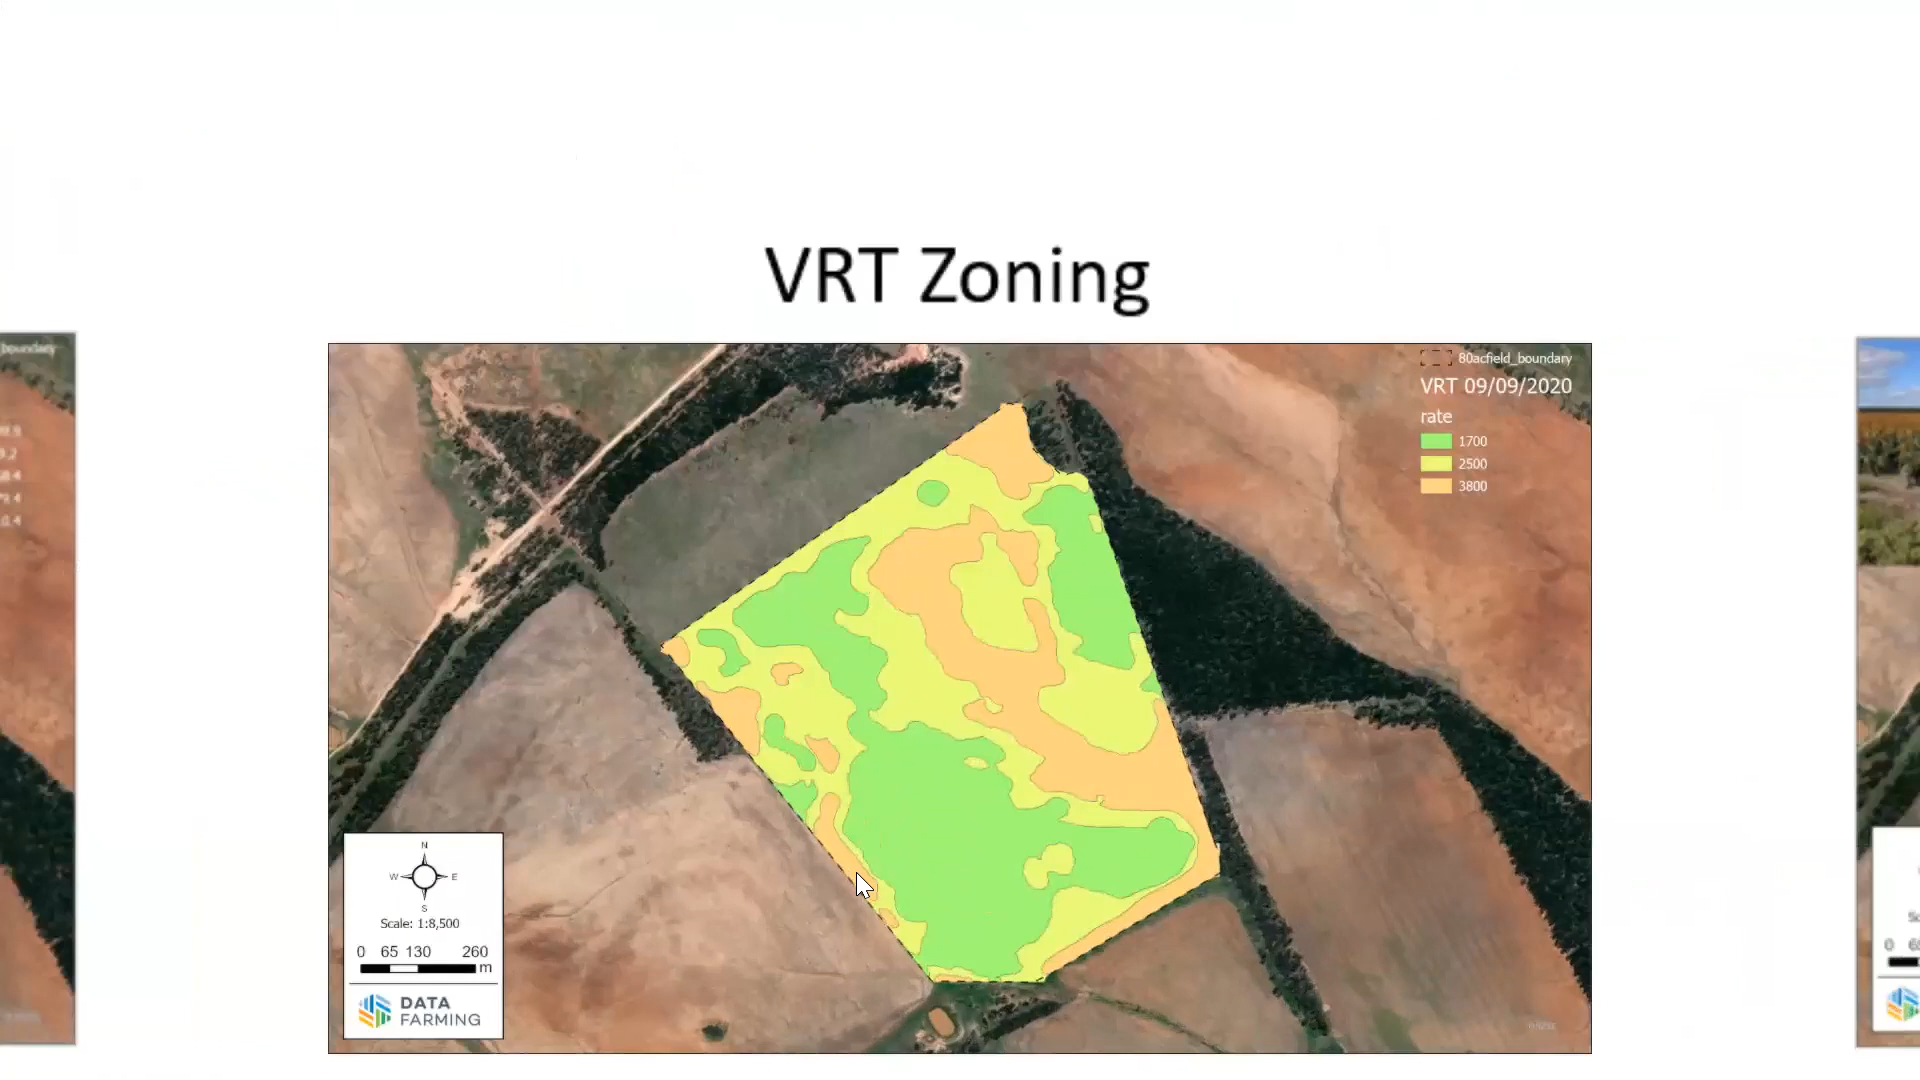 VRT Zoning
boundary
80acfield_boundary
VRT 09/09/2020
rate
1700
2500
3800
N
W E
S
Scale: 1:8,500
0 65 130 260
m
DATA
FARMING